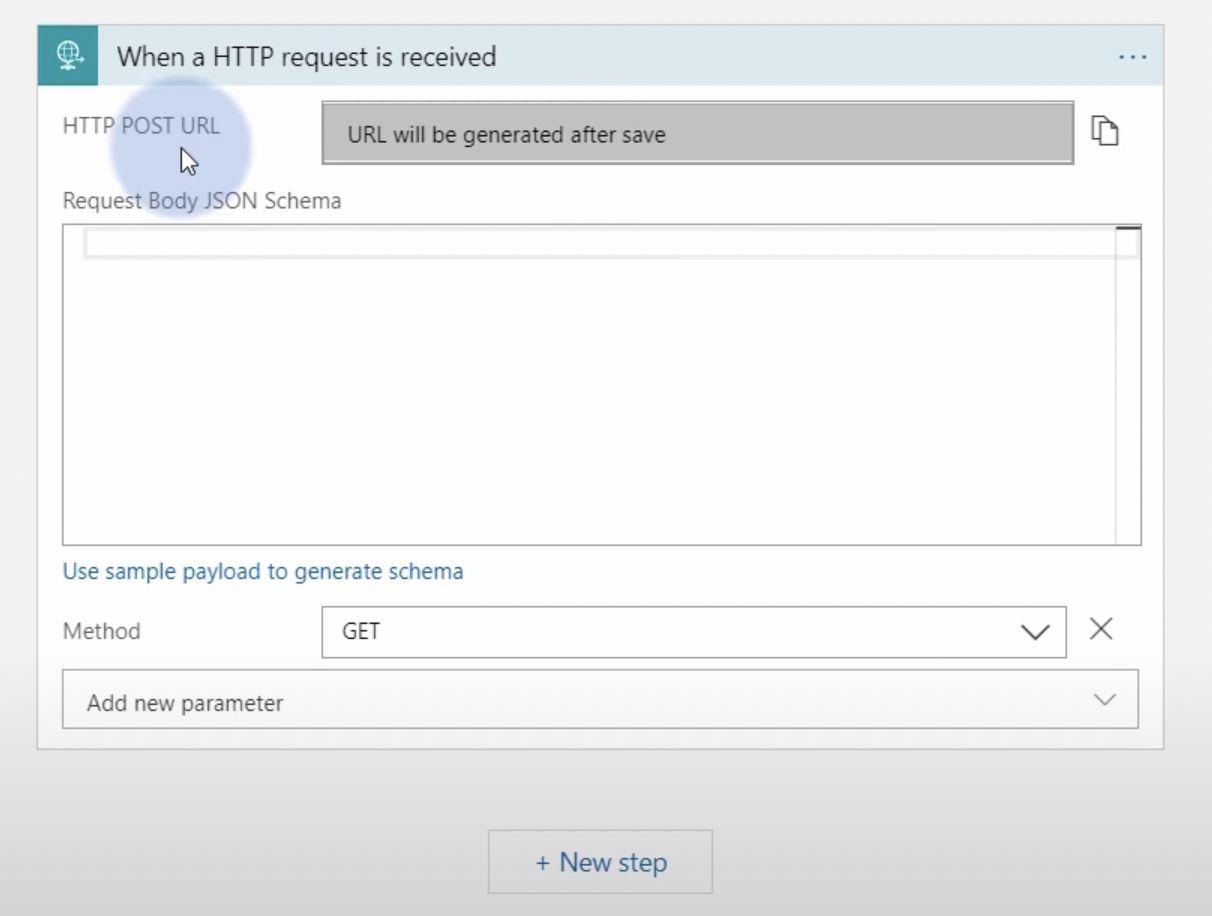 When a HTTP request is received
HTTP POST URL
URL will be generated after save
Request Body JSON Schema
Use sample payload to generate schema
Method
GET
Add new parameter
+ New step